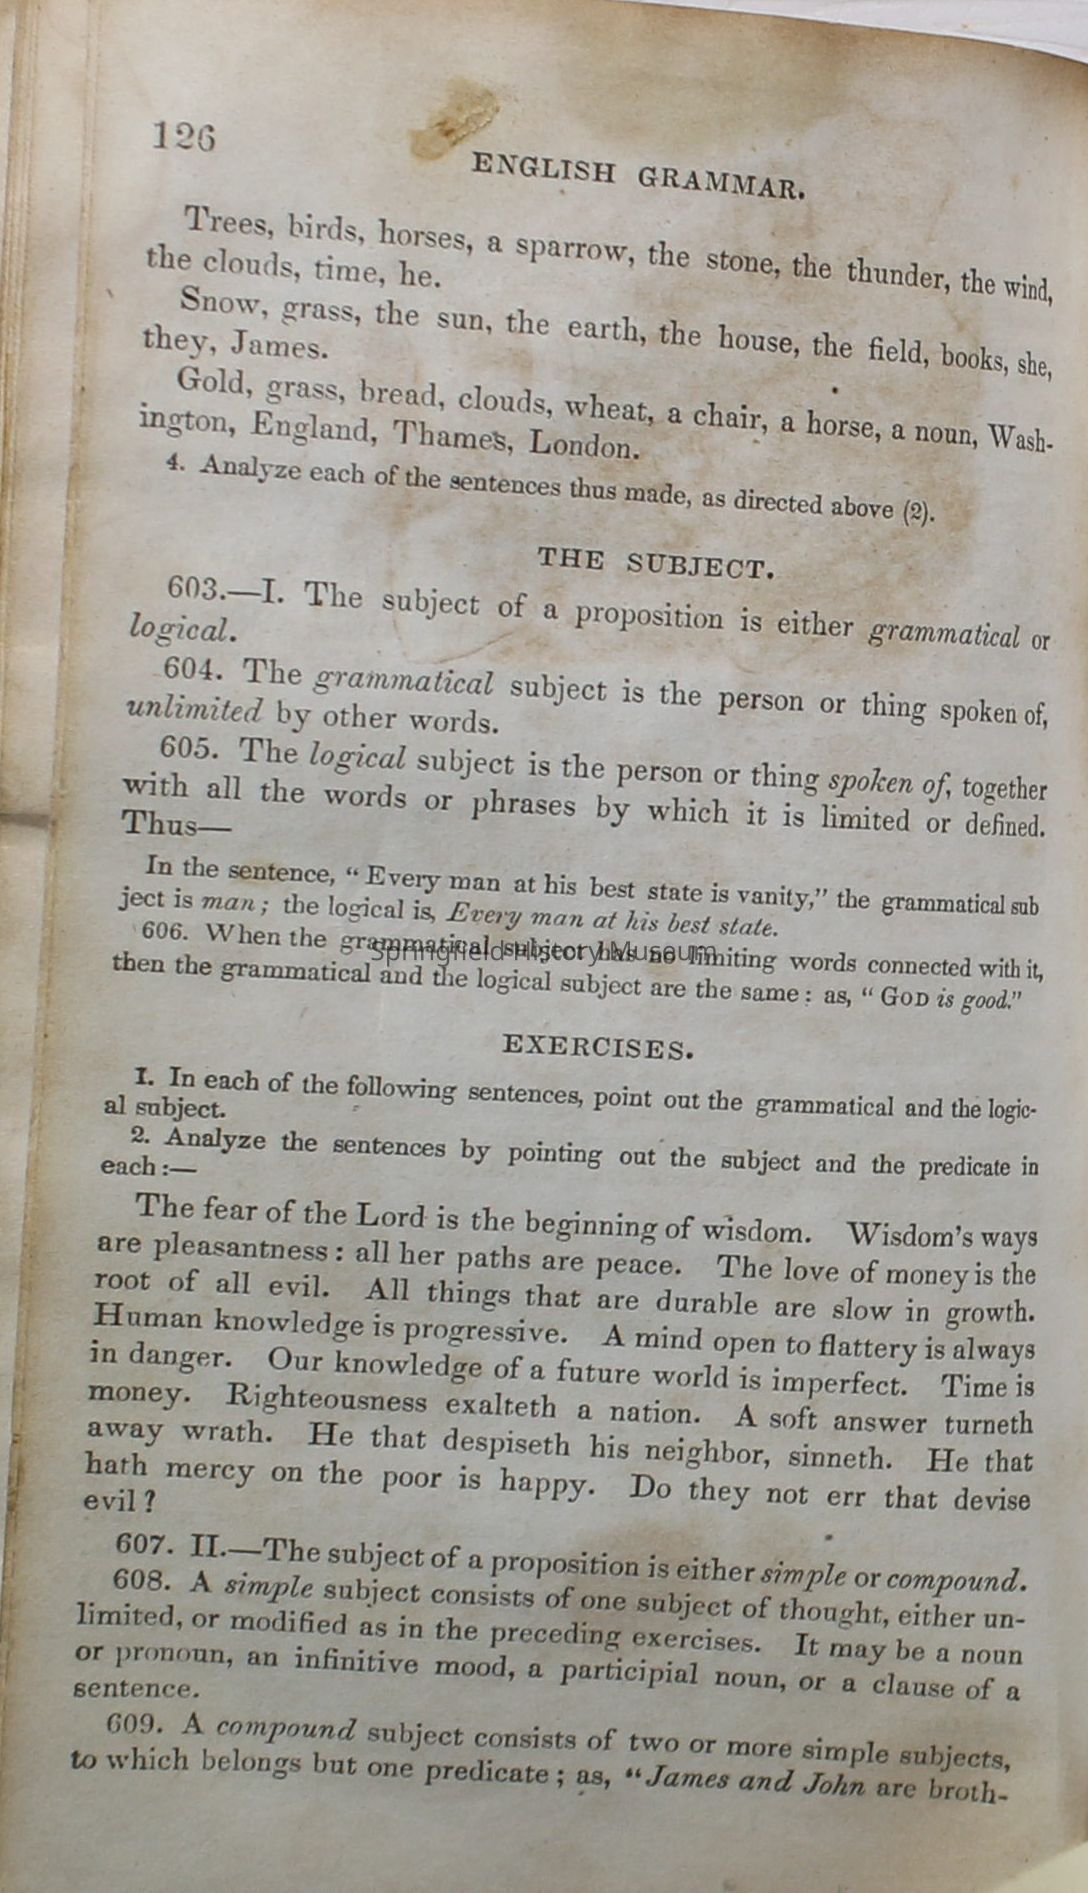 126
ENGLISH GRAMMAR.
Trees, birds, horses, a sparrow, the stone, the thunder, the wind,
the clouds, time, he.
Snow, grass, the sun, the earth, the house, the field, books, she,
they, James.
Gold, grass, bread, clouds, wheat, a chair, a horse, a noun, Wash-
ington, England, Thames, London.
4. Analyze each of the sentences thus made, as directed above (2).
THE SUBJECT.
603.—I. The subject of a proposition is either grammatical or
logical.
604. The grammatical subject is the person or thing spoken of,
unlimited by other words.
605. The logical subject is the person or thing spoken of, together
with all the words or phrases by which it is limited or defined.
Thus—
In the sentence, "Every man at his best state is vanity," the grammatical sub
ject is man; the logical is, Every man at his best state.
606. When the grammatical subject has no limiting words connected with it,
Springfield History Museum
then the grammatical and the logical subject are the same: as, "GOD is good."
EXERCISES.
1. In each of the following sentences, point out the grammatical and the logic-
al subject.
2. Analyze the sentences by pointing out the subject and the predicate in
each:—
The fear of the Lord is the beginning of wisdom. Wisdom's ways
are pleasantness: all her paths are peace. The love of money is the
root of all evil. All things that are durable are slow in growth.
Human knowledge is progressive. A mind open to flattery is always
in danger. Our knowledge of a future world is imperfect. Time is
money. Righteousness exalteth a nation. A soft answer turneth
away wrath. He that despiseth his neighbor, sinneth. He that
hath mercy on the poor is happy. Do they not err that devise
evil?
607. II.—The subject of a proposition is either simple or compound.
608. A simple subject consists of one subject of thought, either un-
limited, or modified as in the preceding exercises. It may be a noun
or pronoun, an infinitive mood, a participial noun, or a clause of a
sentence.
609. A compound subject consists of two or more simple subjects,
to which belongs but one predicate; as, "James and John are broth-